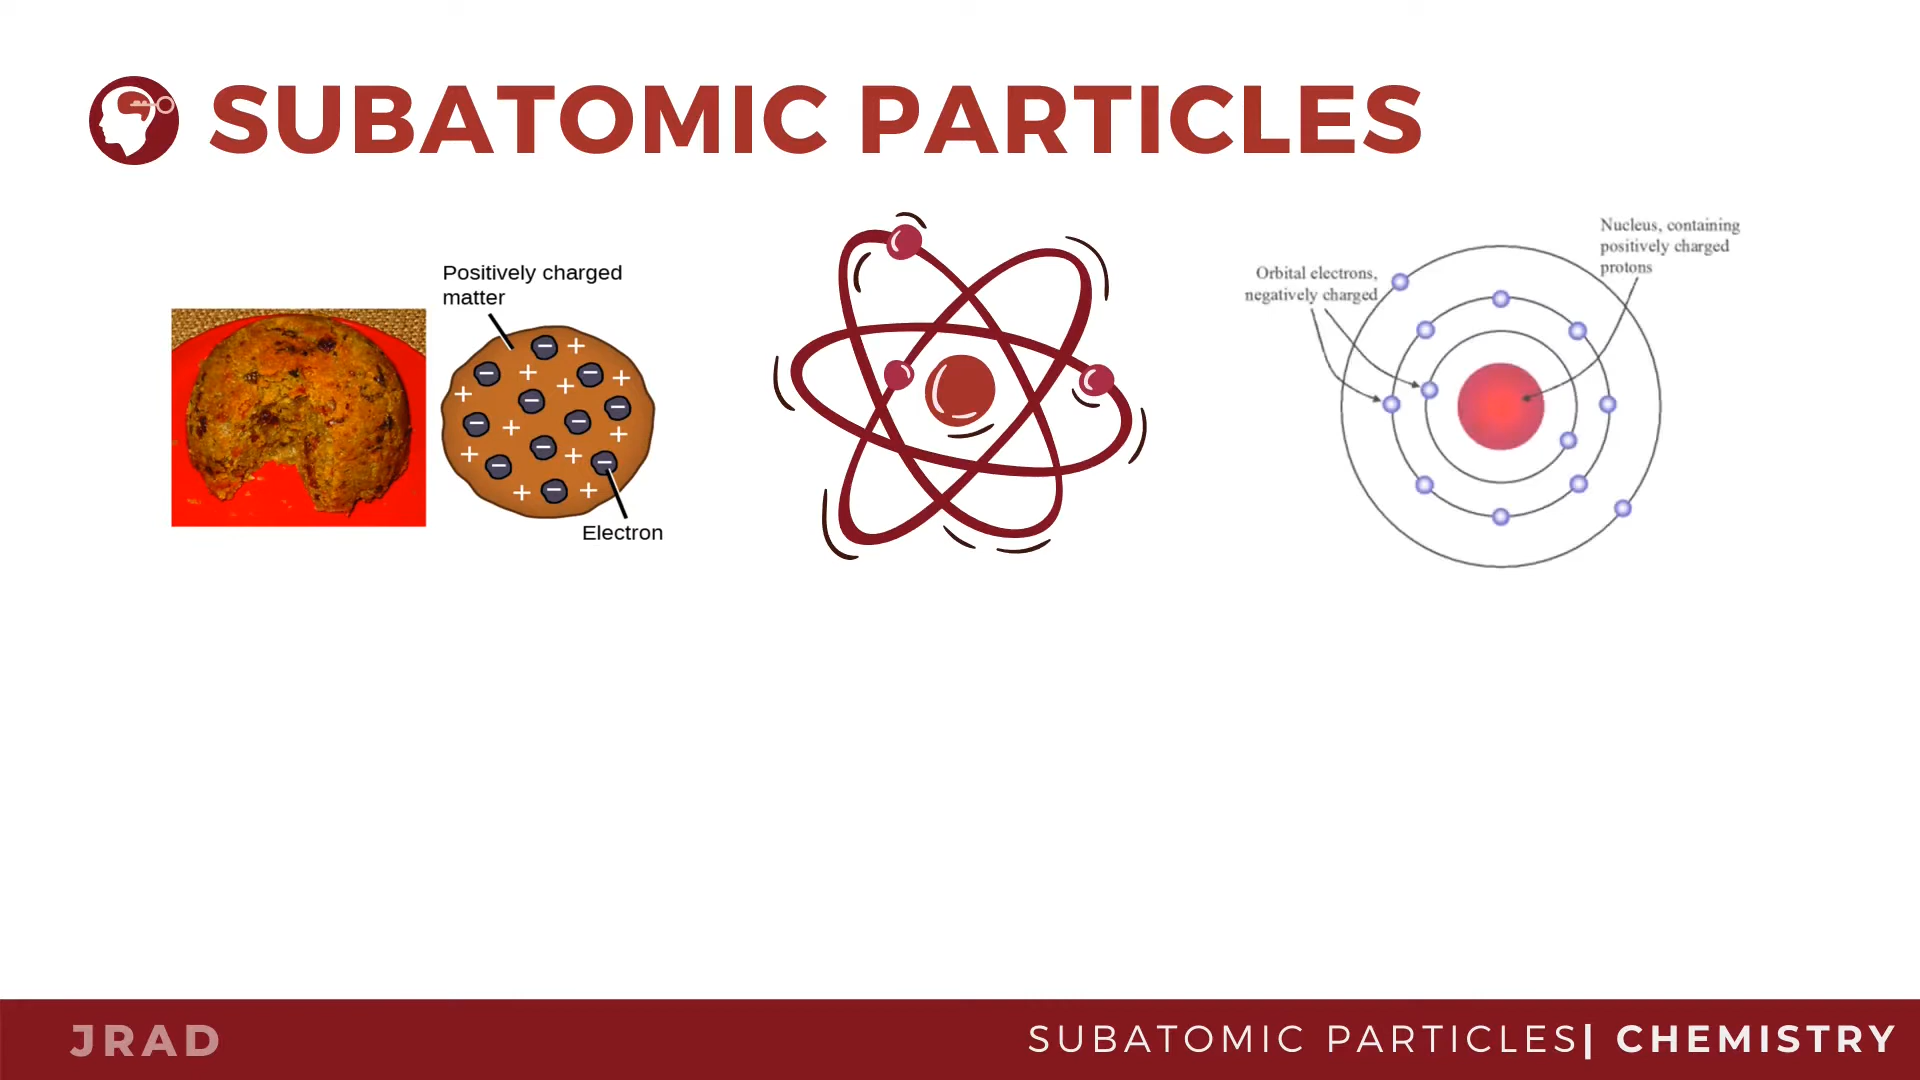 SUBATOMIC PARTICLES
Positively charged
matter
Electron
Orbital electrons,
negatively charged
Nucleus, containing
positively charged
protons
JRAD
SUBATOMIC PARTICLES| CHEMISTRY